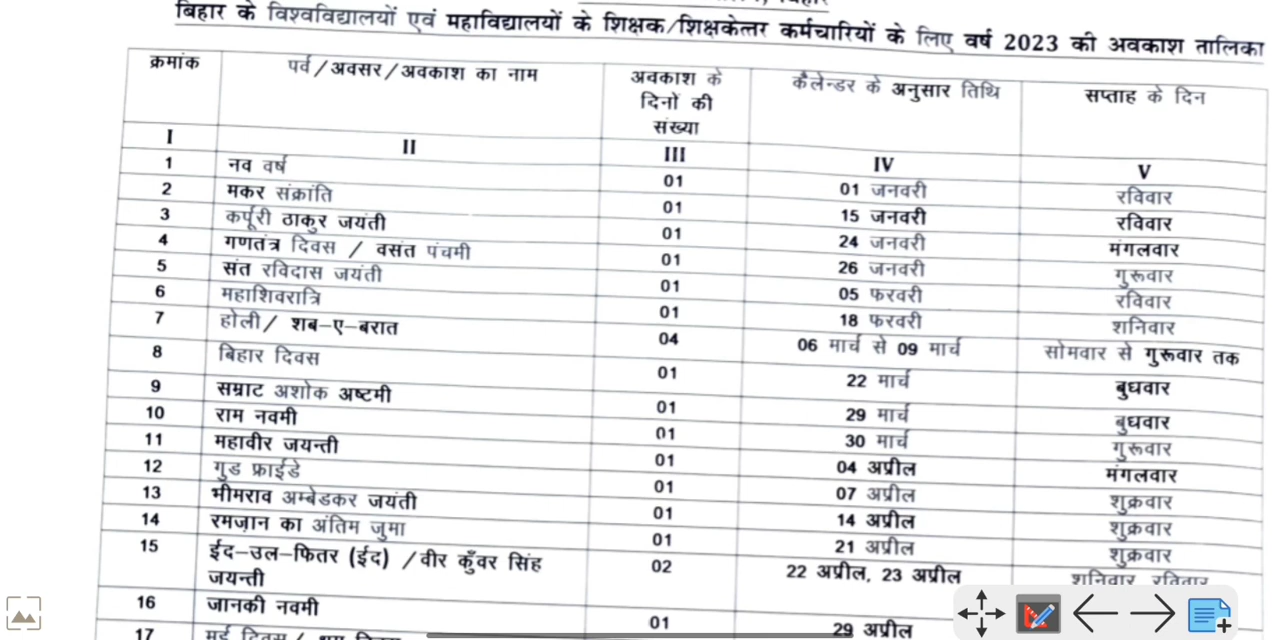 बिहार
बिहार के विश्वविद्यालयों एवं महाविद्यालयों के शिक्षक/शिक्षकेत्तर कर्मचारियों के लिए वर्ष 2023 की अवकाश तालिका
क्रमांक पर्व/अवसर/अवकाश का नाम अवकाश के दिनों की संख्या कैलेन्डर के अनुसार तिथि सप्ताह के दिन
I II III IV V
1 नव वर्ष 01 01 जनवरी रविवार
2 मकर संक्रांति 01 15 जनवरी रविवार
3 कर्पूरी ठाकुर जयंती 01 24 जनवरी मंगलवार
4 गणतंत्र दिवस / वसंत पंचमी 01 26 जनवरी गुरूवार
5 संत रविदास जयंती 01 05 फरवरी रविवार
6 महाशिवरात्रि 01 18 फरवरी शनिवार
7 होली/ शब-ए-बरात 04 06 मार्च से 09 मार्च सोमवार से गुरूवार तक
8 बिहार दिवस 01 22 मार्च बुधवार
9 सम्राट अशोक अष्टमी 01 29 मार्च बुधवार
10 राम नवमी 01 30 मार्च गुरूवार
11 महावीर जयन्ती 01 04 अप्रील मंगलवार
12 गुड फ्राईडे 01 07 अप्रील शुक्रवार
13 भीमराव अम्बेडकर जयंती 01 14 अप्रील शुक्रवार
14 रमज़ान का अंतिम जुमा 01 21 अप्रील शुक्रवार
15 ईद-उल-फितर (ईद) /वीर कुँवर सिंह जयन्ती 02 22 अप्रील, 23 अप्रील शनिवार रविवार
16 जानकी नवमी 01 29 अप्रील
17 मई दिवस/